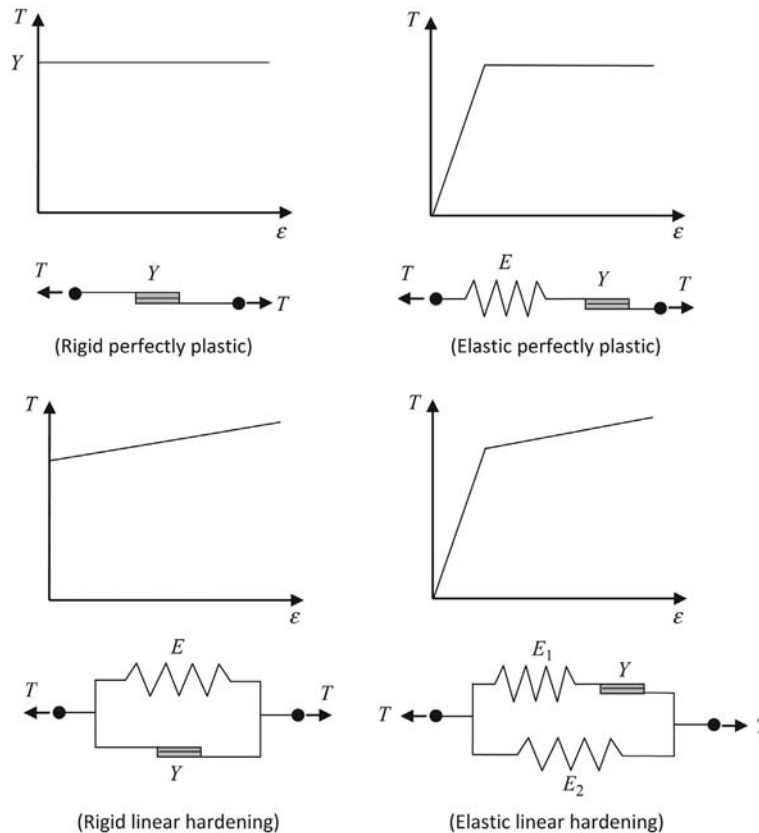 T
T
Y
ε
ε
T
Y
T
T
E
Y
T
(Rigid perfectly plastic)
(Elastic perfectly plastic)
T
T
ε
ε
E
T
T
Y
E₁
Y
T
T
E₂
(Rigid linear hardening)
(Elastic linear hardening)